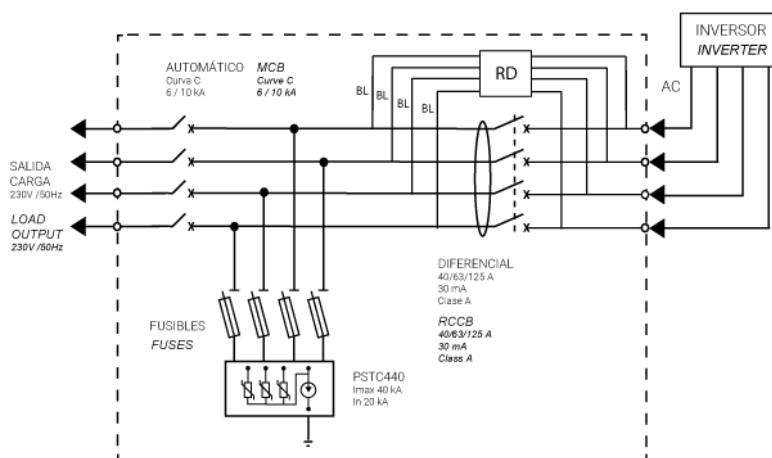 INVERSOR
INVERTER
AUTOMÁTICO
Curva C
6 / 10 kA
MCB
Curve C
6 / 10 kA
RD
BL
BL
BL
BL
AC
SALIDA
CARGA
230V /50Hz
LOAD
OUTPUT
230V /50Hz
DIFERENCIAL
40/63/125 A
30 mA
Clase A
RCCB
40/63/125 A
30 mA
Class A
FUSIBLES
FUSES
PSTC440
Imax 40 kA
In 20 kA